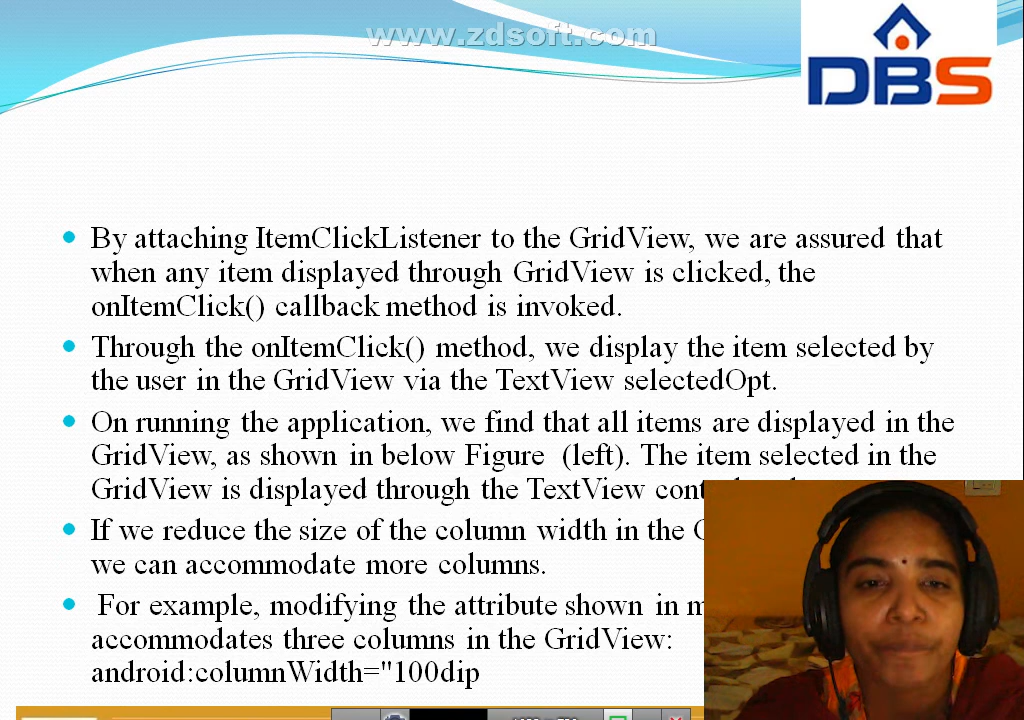 www.zdsoft.com
DBS
By attaching ItemClickListener to the GridView, we are assured that
when any item displayed through GridView is clicked, the
onItemClick() callback method is invoked.
Through the onItemClick() method, we display the item selected by
the user in the GridView via the TextView selectedOpt.
On running the application, we find that all items are displayed in the
GridView, as shown in below Figure (left). The item selected in the
GridView is displayed through the TextView
If we reduce the size of the column width in the
we can accommodate more columns.
For example, modifying the attribute shown in
accommodates three columns in the GridView:
android:columnWidth="100dip